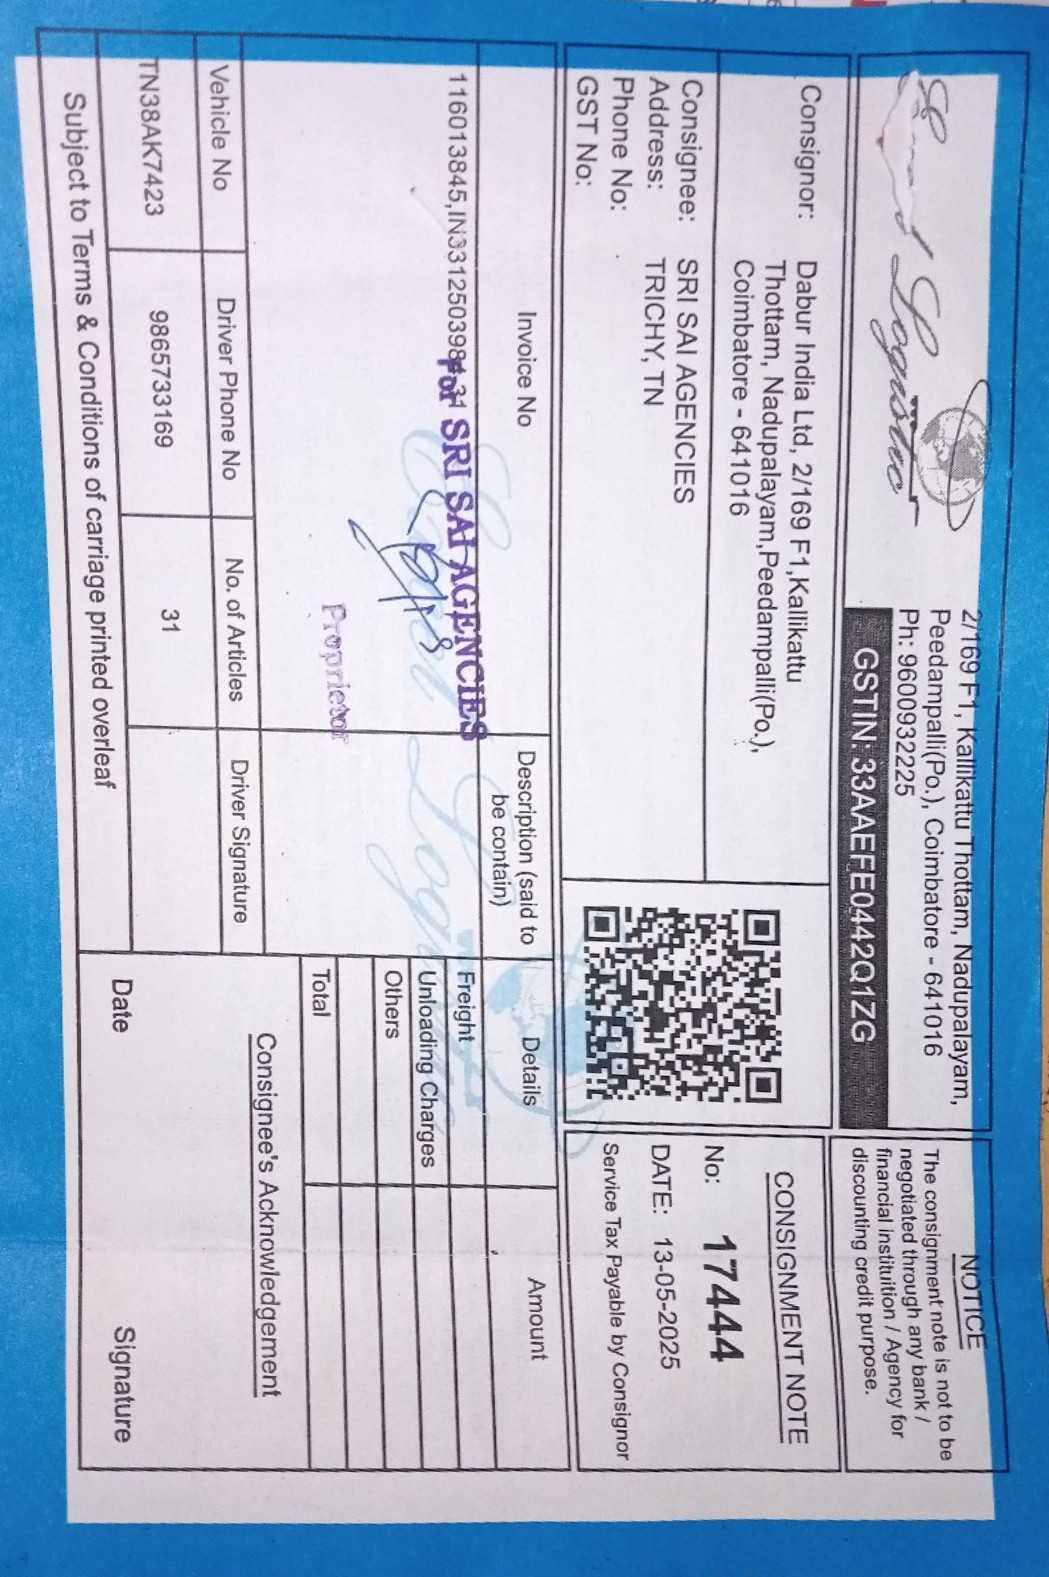 2/169 F1, Kallikattu Thottam, Nadupalayam,
Peedampalli(Po.), Coimbatore - 641016
Ph: 9600932225
GSTIN: 33AAEFE0442Q1ZG
NOTICE
The consignment note is not to be
negotiated through any bank /
financial instituition / Agency for
discounting credit purpose.
Consignor: Dabur India Ltd, 2/169 F1,Kallikattu
Thottam, Nadupalayam,Peedampalli(Po.),
Coimbatore - 641016
Consignee: SRI SAI AGENCIES
Address: TRICHY, TN
Phone No:
GST No:
CONSIGNMENT NOTE
No: 17444
DATE: 13-05-2025
Service Tax Payable by Consignor
Invoice No
Description (said to
be contain)
Details
Amount
116013845,IN3312503984,31
For SRI SAI AGENCIES
Proprietor
Freight
Unloading Charges
Others
Total
Vehicle No
Driver Phone No
No. of Articles
Driver Signature
TN38AK7423
9865733169
31
Consignee's Acknowledgement
Date
Signature
Subject to Terms & Conditions of carriage printed overleaf